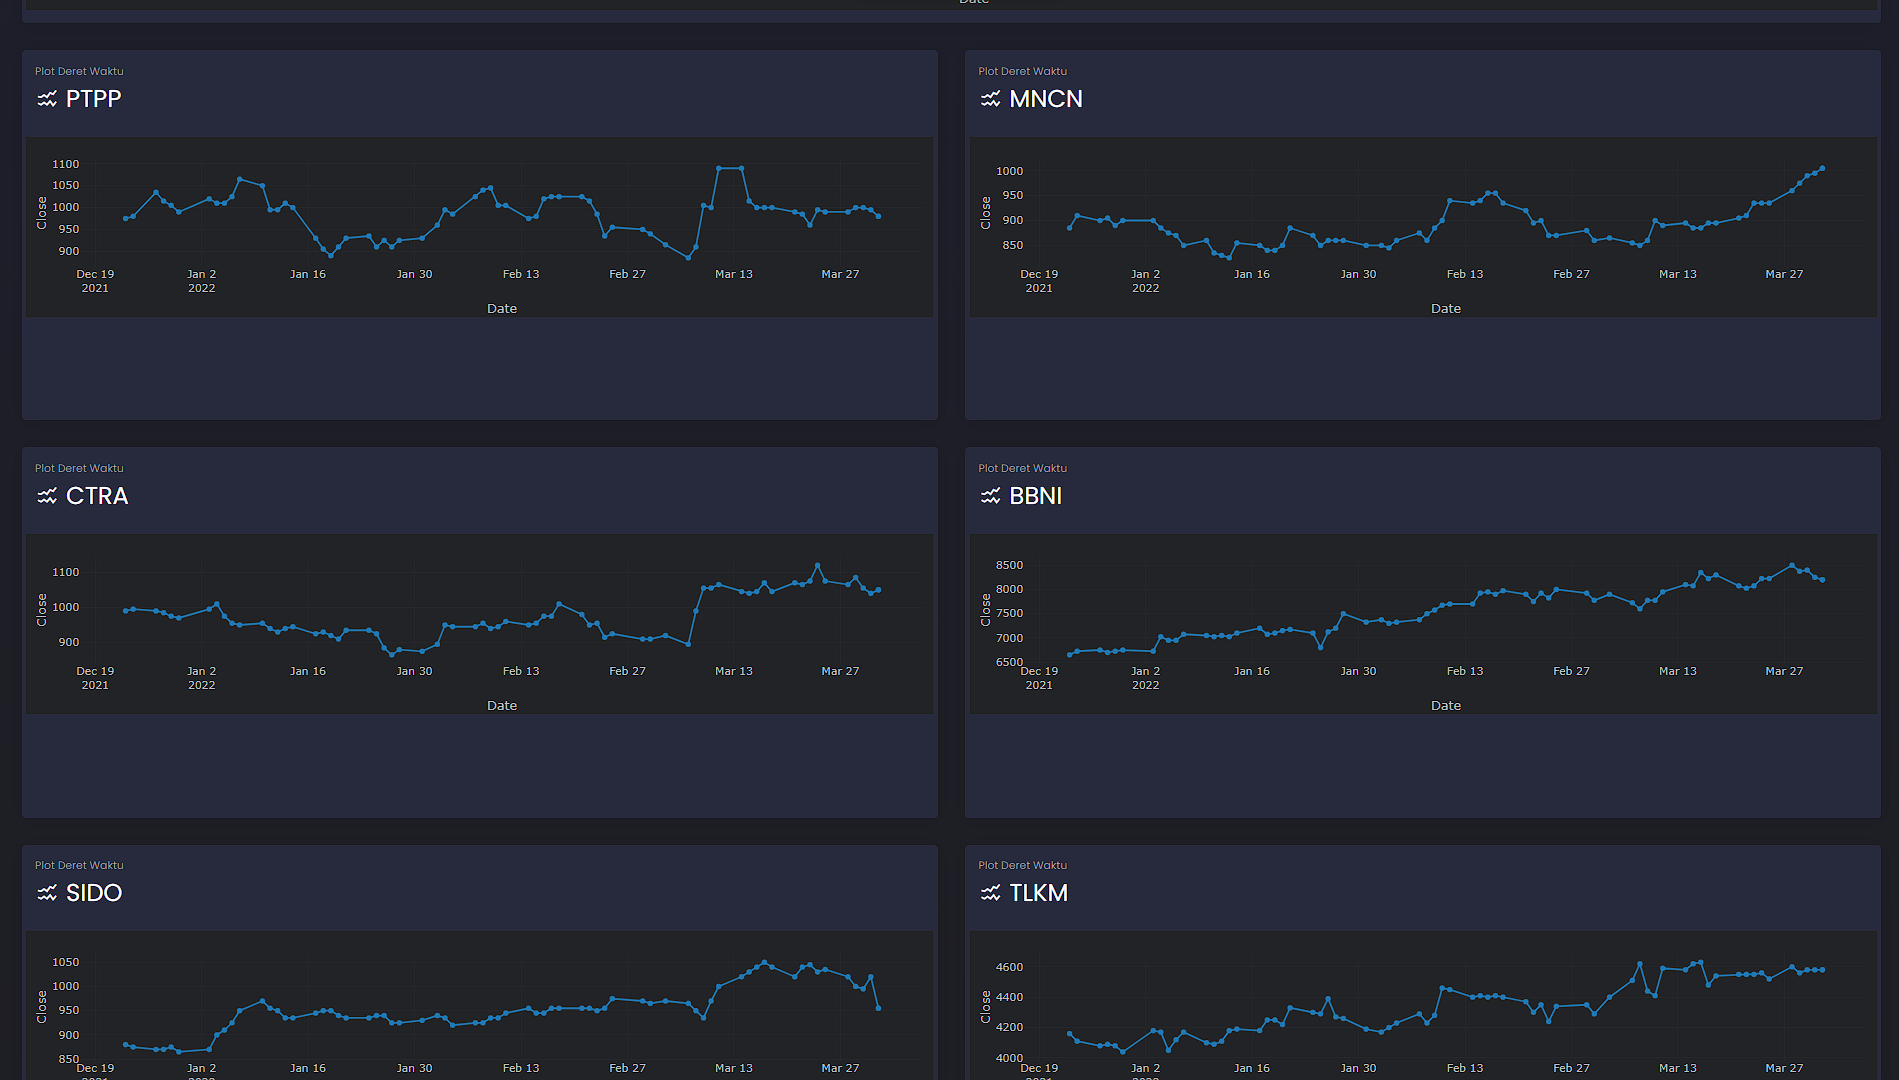 Date
Plot Deret Waktu
PTPP
1100
1050
1000
950
900
Close
Dec 19
2021
Jan 2
2022
Jan 16
Jan 30
Feb 13
Feb 27
Mar 13
Mar 27
Date
Plot Deret Waktu
MNCN
1000
950
900
850
Close
Dec 19
2021
Jan 2
2022
Jan 16
Jan 30
Feb 13
Feb 27
Mar 13
Mar 27
Date
Plot Deret Waktu
CTRA
1100
1000
900
Close
Dec 19
2021
Jan 2
2022
Jan 16
Jan 30
Feb 13
Feb 27
Mar 13
Mar 27
Date
Plot Deret Waktu
BBNI
8500
8000
7500
7000
6500
Close
Dec 19
2021
Jan 2
2022
Jan 16
Jan 30
Feb 13
Feb 27
Mar 13
Mar 27
Date
Plot Deret Waktu
SIDO
1050
1000
950
900
850
Close
Dec 19
Jan 2
Jan 16
Jan 30
Feb 13
Feb 27
Mar 13
Mar 27
Plot Deret Waktu
TLKM
4600
4400
4200
4000
Close
Dec 19
Jan 2
Jan 16
Jan 30
Feb 13
Feb 27
Mar 13
Mar 27